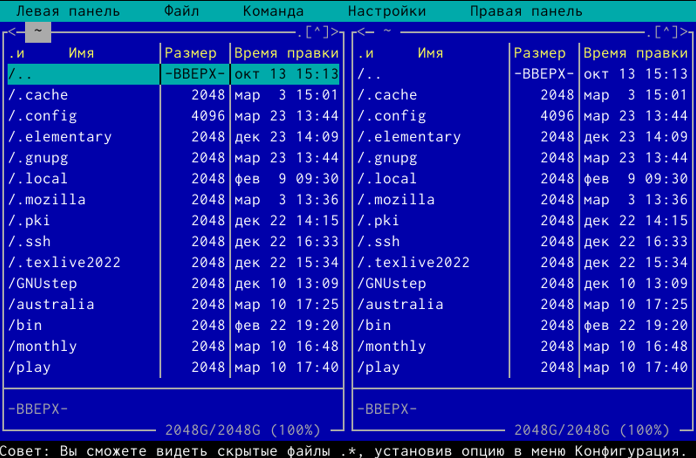 Левая панель Файл Команда Настройки Правая панель
<─ ~ .[^]> <─ ~ .[^]>
.и Имя Размер Время правки .и Имя Размер Время правки
/.. -ВВЕРХ- окт 13 15:13 /.. -ВВЕРХ- окт 13 15:13
/.cache 2048 мар 3 15:01 /.cache 2048 мар 3 15:01
/.config 4096 мар 23 13:44 /.config 4096 мар 23 13:44
/.elementary 2048 дек 23 14:09 /.elementary 2048 дек 23 14:09
/.gnupg 2048 мар 23 13:44 /.gnupg 2048 мар 23 13:44
/.local 2048 фев 9 09:30 /.local 2048 фев 9 09:30
/.mozilla 2048 мар 3 13:36 /.mozilla 2048 мар 3 13:36
/.pki 2048 дек 22 14:15 /.pki 2048 дек 22 14:15
/.ssh 2048 дек 22 16:33 /.ssh 2048 дек 22 16:33
/.texlive2022 2048 дек 22 15:34 /.texlive2022 2048 дек 22 15:34
/GNUstep 2048 дек 10 13:09 /GNUstep 2048 дек 10 13:09
/australia 2048 мар 10 17:25 /australia 2048 мар 10 17:25
/bin 2048 фев 22 19:20 /bin 2048 фев 22 19:20
/monthly 2048 мар 10 16:48 /monthly 2048 мар 10 16:48
/play 2048 мар 10 17:40 /play 2048 мар 10 17:40
-ВВЕРХ- -ВВЕРХ-
2048G/2048G (100%) 2048G/2048G (100%)
Совет: Вы сможете видеть скрытые файлы .*, установив опцию в меню Конфигурация.